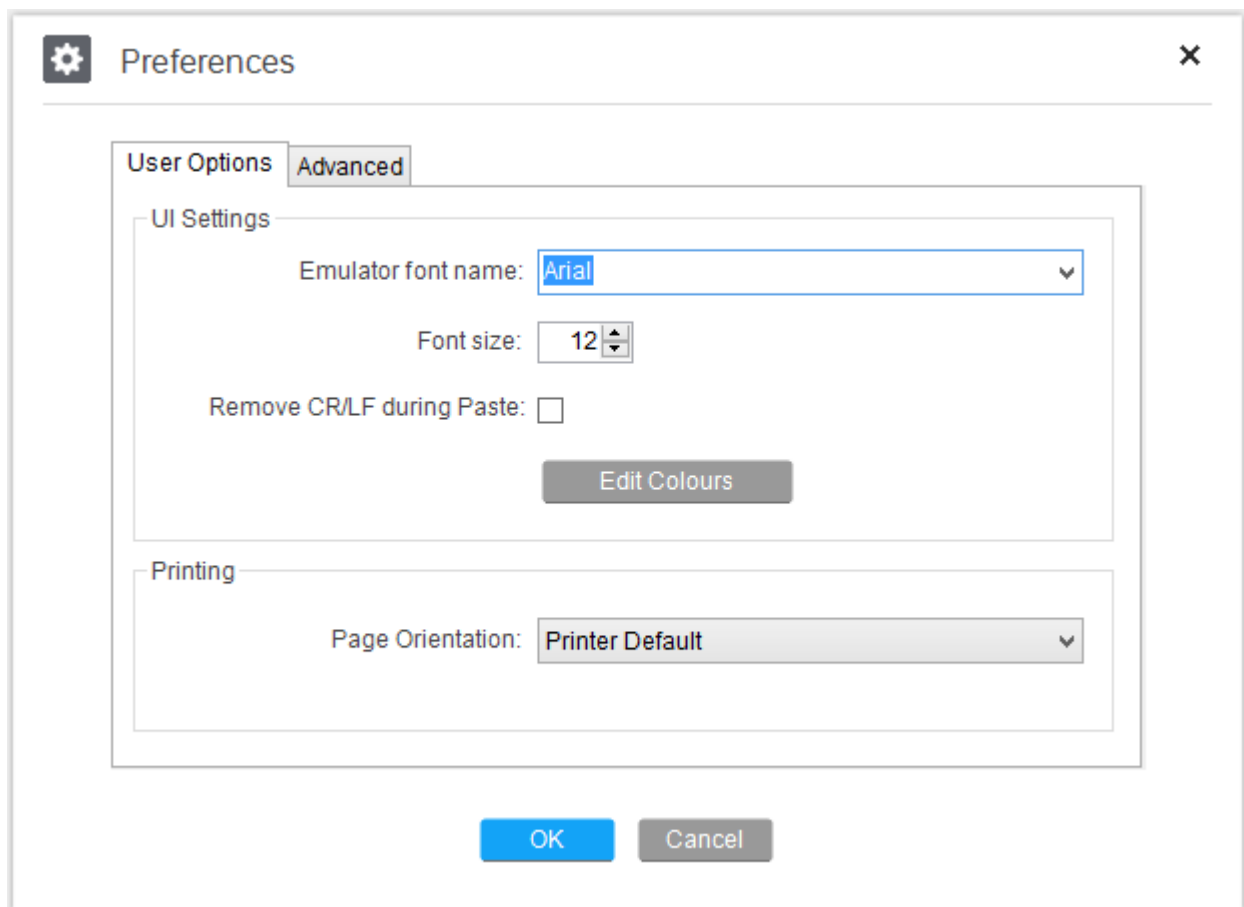 Preferences
User Options Advanced
UI Settings
Emulator font name: Arial
Font size: 12
Remove CR/LF during Paste:
Edit Colours
Printing
Page Orientation: Printer Default
OK Cancel